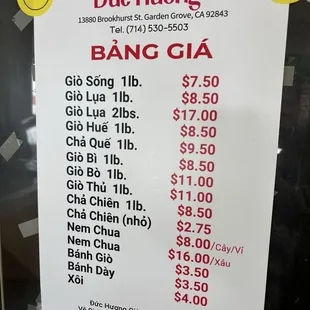 Đức Hương
13880 Brookhurst St. Garden Grove, CA 92843
Tel. (714) 530-5503
BẢNG GIÁ
Giò Sống 1lb. $7.50
Giò Lụa 1lb. $8.50
Giò Lụa 2lbs. $17.00
Giò Huế 1lb. $8.50
Chả Quế 1lb. $9.50
Giò Bì 1lb. $8.50
Giò Bò 1lb. $11.00
Giò Thủ 1lb. $11.00
Chả Chiên 1lb. $8.50
Chả Chiên (nhỏ) $2.75
Nem Chua $8.00/Cây/Vỉ
Nem Chua $16.00/Xâu
Bánh Giò $3.50
Bánh Dày $3.50
Xôi $4.00
Đức Hương